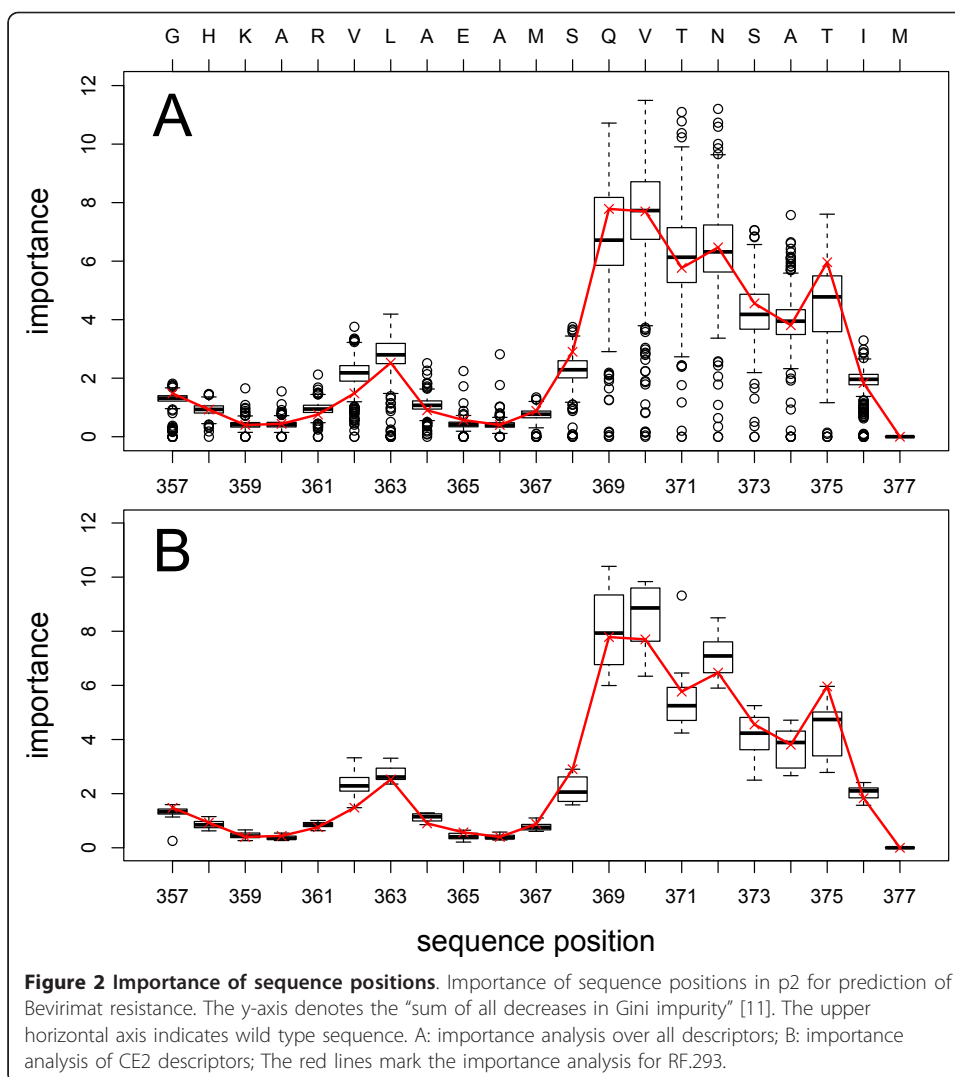 G H K A R V L A E A M S Q V T N S A T I M
A
12
10
8
6
4
2
0
importance
357 359 361 363 365 367 369 371 373 375 377
B
12
10
8
6
4
2
0
importance
357 359 361 363 365 367 369 371 373 375 377
sequence position
Figure 2 Importance of sequence positions. Importance of sequence positions in p2 for prediction of
Bevirimat resistance. The y-axis denotes the “sum of all decreases in Gini impurity” [11]. The upper
horizontal axis indicates wild type sequence. A: importance analysis over all descriptors; B: importance
analysis of CE2 descriptors; The red lines mark the importance analysis for RF.293.